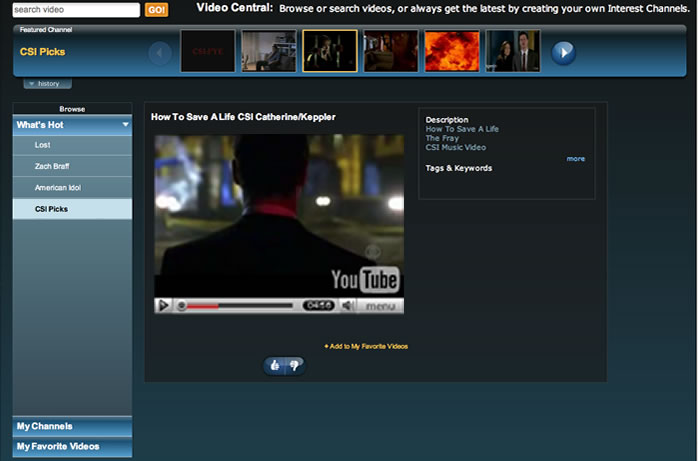 search video
GO!
Video Central: Browse or search videos, or always get the latest by creating your own Interest Channels.
Featured Channel
CSI Picks
CSI-FYE
history
Browse
What's Hot
Lost
Zach Braff
American Idol
CSI Picks
My Channels
My Favorite Videos
How To Save A Life CSI Catherine/Keppler
YouTube
04:56
menu
+ Add to My Favorite Videos
Description
How To Save A Life
The Fray
CSI Music Video
more
Tags & Keywords